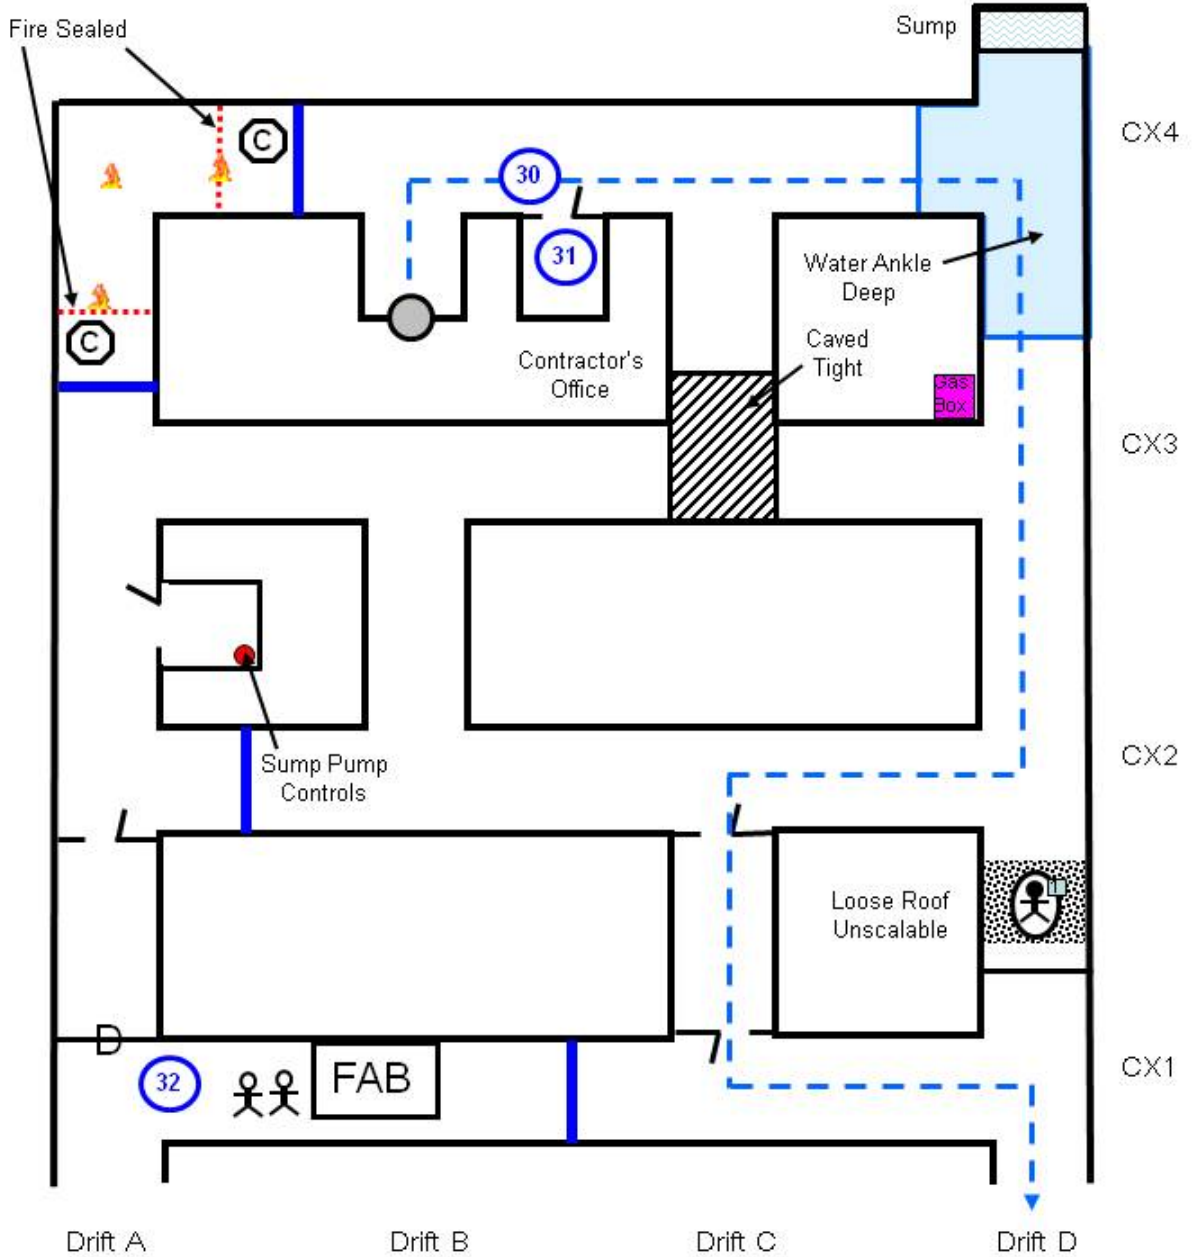 Fire Sealed
Sump
C
CX4
30
31
Water Ankle
Deep
C
Caved
Tight
Contractor's
Office
Gas
Box
CX3
Sump Pump
Controls
CX2
1
Loose Roof
Unscalable
D
32
FAB
CX1
Drift A
Drift B
Drift C
Drift D